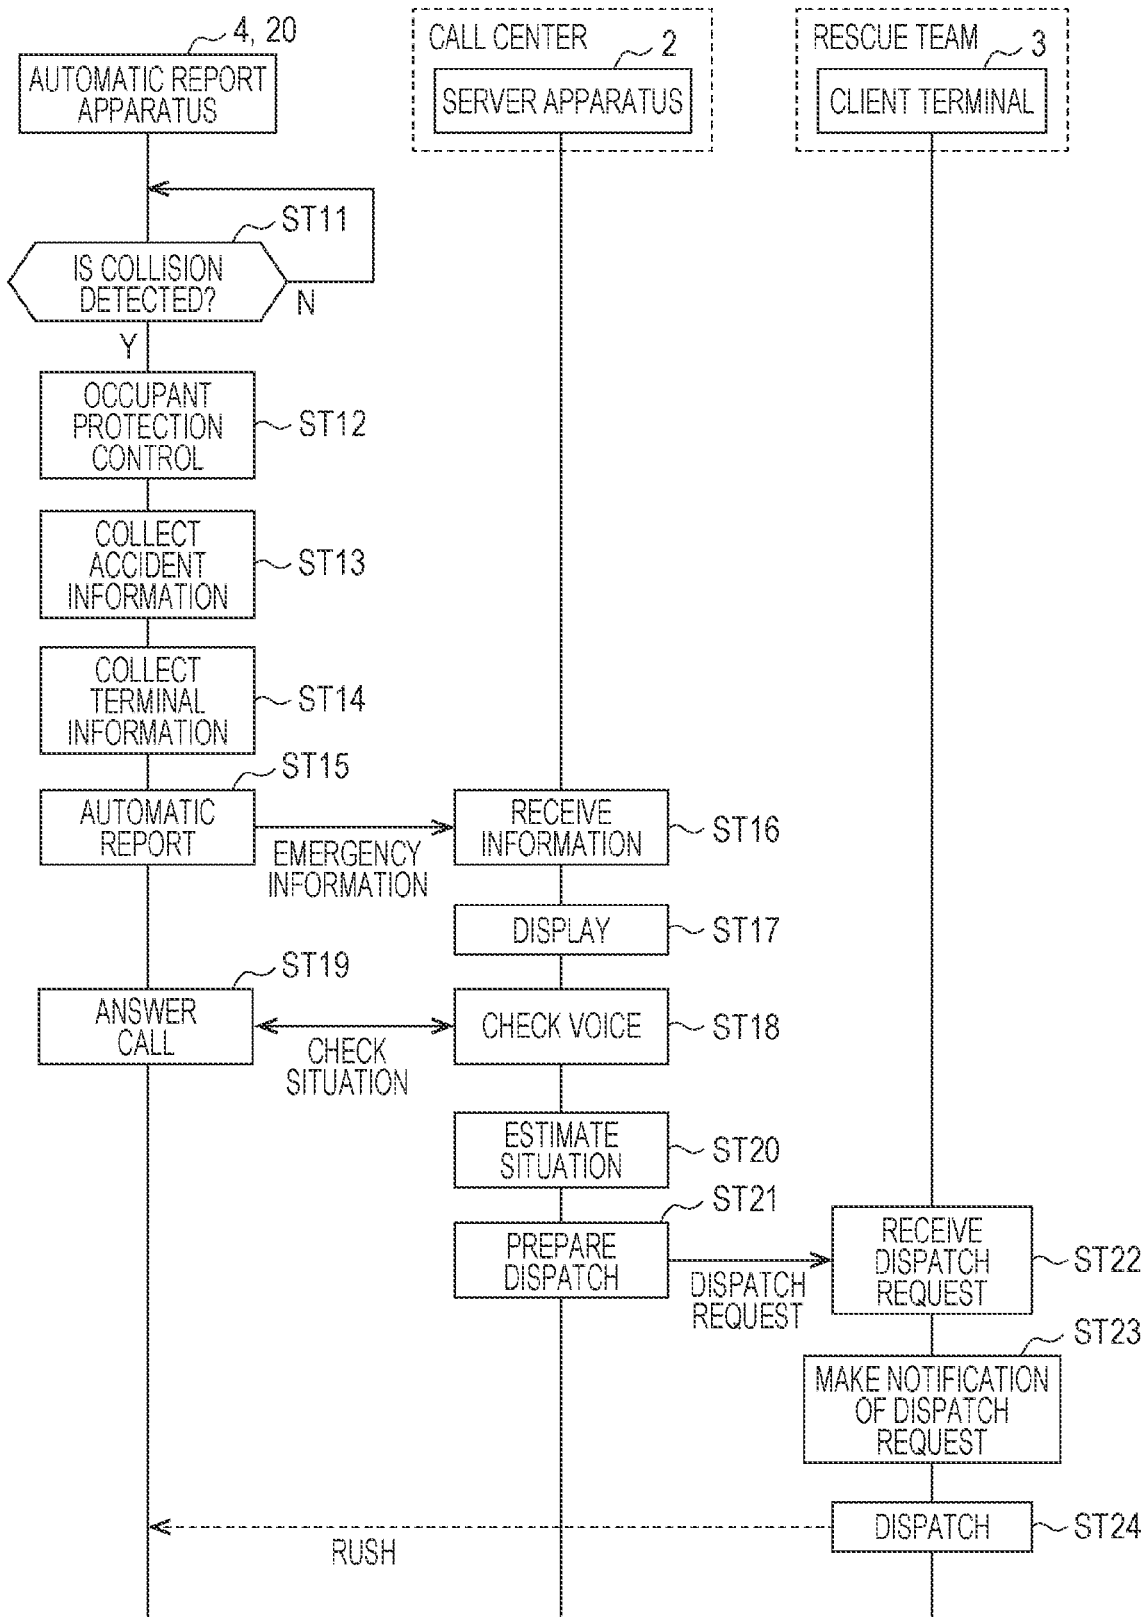 4, 20
AUTOMATIC REPORT
APPARATUS
CALL CENTER
2
SERVER APPARATUS
RESCUE TEAM
3
CLIENT TERMINAL
ST11
IS COLLISION
DETECTED?
N
Y
OCCUPANT
PROTECTION
CONTROL
ST12
COLLECT
ACCIDENT
INFORMATION
ST13
COLLECT
TERMINAL
INFORMATION
ST14
ST15
AUTOMATIC
REPORT
EMERGENCY
INFORMATION
RECEIVE
INFORMATION
ST16
DISPLAY
ST17
ST19
ANSWER
CALL
CHECK
SITUATION
CHECK VOICE
ST18
ESTIMATE
SITUATION
ST20
ST21
PREPARE
DISPATCH
DISPATCH
REQUEST
RECEIVE
DISPATCH
REQUEST
ST22
ST23
MAKE NOTIFICATION
OF DISPATCH
REQUEST
DISPATCH
ST24
RUSH